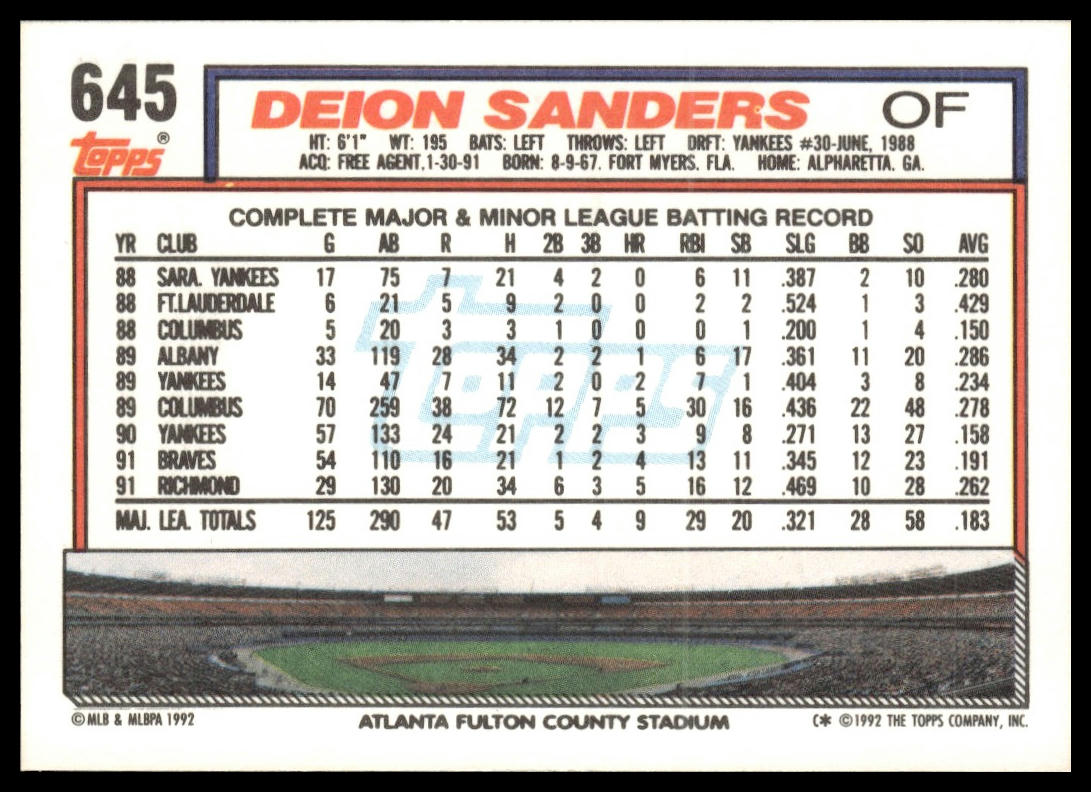 645 DEION SANDERS OF
topps® HT: 6'1" WT: 195 BATS: LEFT THROWS: LEFT DRFT: YANKEES #30-JUNE, 1988
ACQ: FREE AGENT,1-30-91 BORN: 8-9-67. FORT MYERS. FLA. HOME: ALPHARETTA. GA.
COMPLETE MAJOR & MINOR LEAGUE BATTING RECORD
YR CLUB G AB R H 2B 3B HR RBI SB SLG BB SO AVG
88 SARA. YANKEES 17 75 7 21 4 2 0 6 11 .387 2 10 .280
88 FT.LAUDERDALE 6 21 5 9 2 0 0 2 2 .524 1 3 .429
88 COLUMBUS 5 20 3 3 1 0 0 0 1 .200 1 4 .150
89 ALBANY 33 119 28 34 2 2 1 6 17 .361 11 20 .286
89 YANKEES 14 47 7 11 2 0 2 7 1 .404 3 8 .234
89 COLUMBUS 70 259 38 72 12 7 5 30 16 .436 22 48 .278
90 YANKEES 57 133 24 21 2 2 3 9 8 .271 13 27 .158
91 BRAVES 54 110 16 21 1 2 4 13 11 .345 12 23 .191
91 RICHMOND 29 130 20 34 6 3 5 16 12 .469 10 28 .262
MAJ. LEA. TOTALS 125 290 47 53 5 4 9 29 20 .321 28 58 .183
topps
© MLB & MLBPA 1992 ATLANTA FULTON COUNTY STADIUM C* ©1992 THE TOPPS COMPANY, INC.